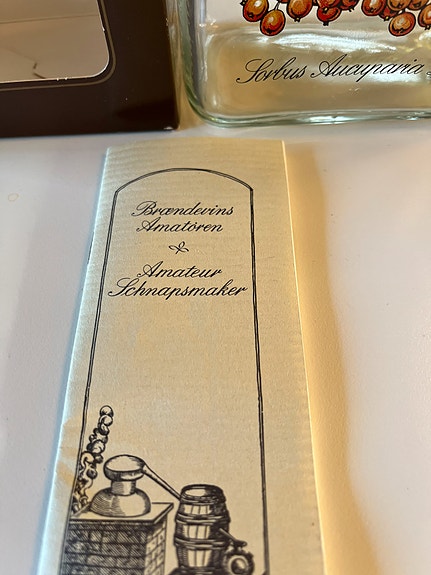 Sorbus Aucuparia
Brændevins
Amatören
Amateur
Schnapsmaker